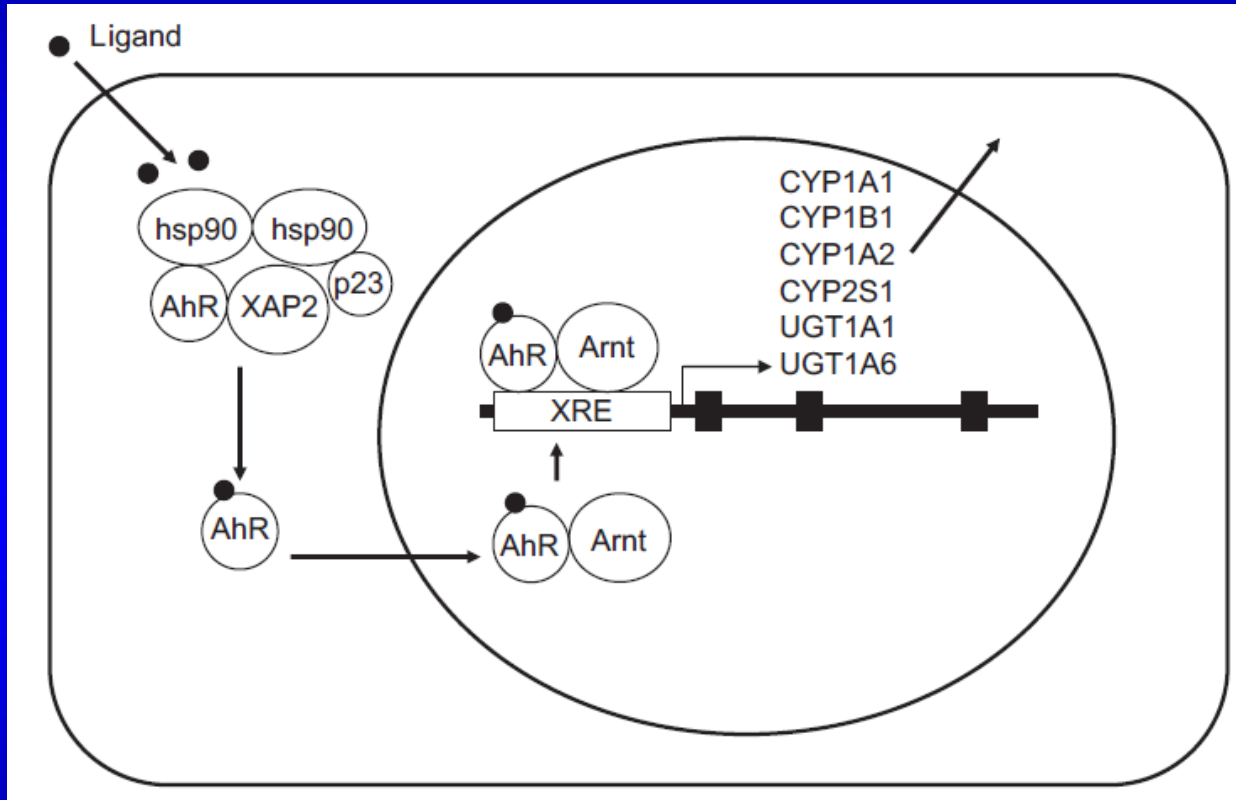 Ligand
hsp90 hsp90
AhR XAP2 p23
AhR
AhR Arnt
AhR Arnt
XRE
CYP1A1
CYP1B1
CYP1A2
CYP2S1
UGT1A1
UGT1A6